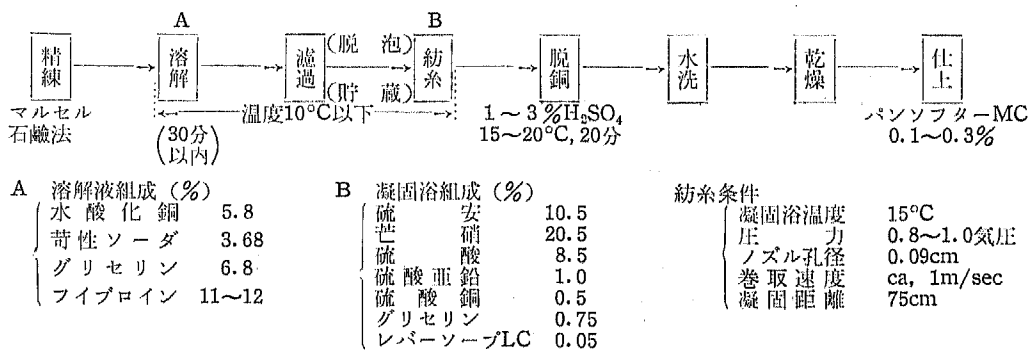 A B
精練 溶解 濾過 (脱泡) 紡糸 脱銅 水洗 乾燥 仕上
(貯蔵)
マルセル石鹼法
(30分以内)
温度10°C以下
1~3%H₂SO₄
15~20°C, 20分
パンソフターMC
0.1~0.3%
A 溶解液組成 (%)
水酸化銅 5.8
苛性ソーダ 3.68
グリセリン 6.8
フイブロイン 11~12
B 凝固浴組成 (%)
硫安 10.5
芒硝 20.5
硫酸 8.5
硫酸亜鉛 1.0
硫酸銅 0.5
グリセリン 0.75
レバーソープLC 0.05
紡糸条件
凝固浴温度 15°C
圧力 0.8~1.0気圧
ノズル孔径 0.09cm
巻取速度 ca, 1m/sec
凝固距離 75cm